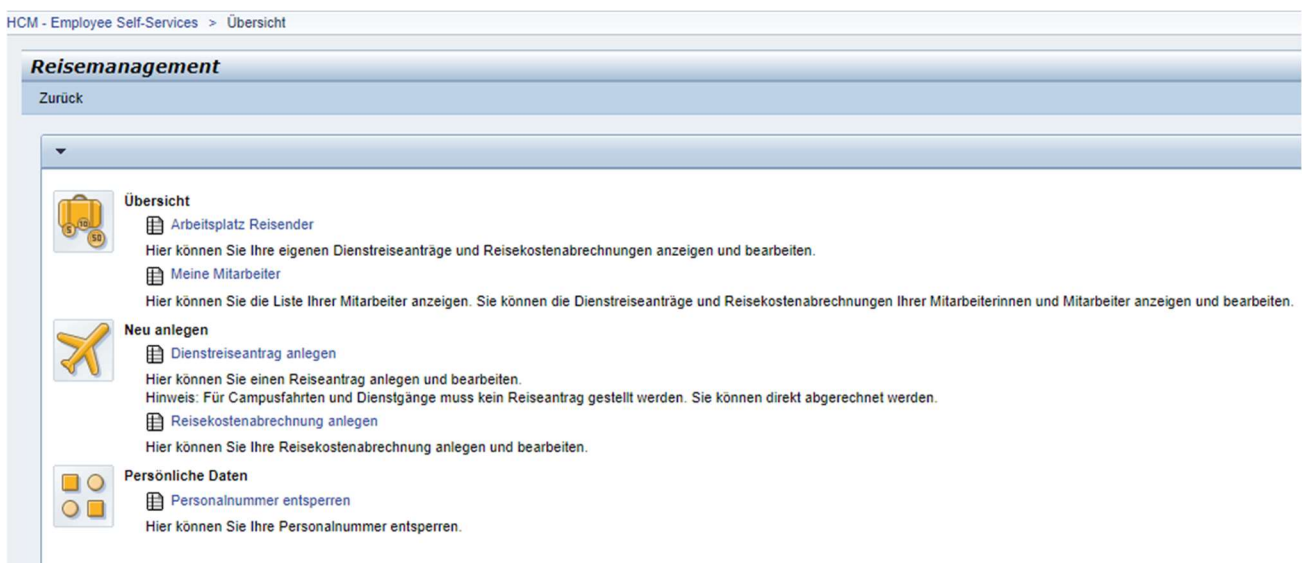 HCM - Employee Self-Services > Übersicht
Reisemanagement
Zurück
Übersicht
Arbeitsplatz Reisender
Hier können Sie Ihre eigenen Dienstreiseanträge und Reisekostenabrechnungen anzeigen und bearbeiten.
Meine Mitarbeiter
Hier können Sie die Liste Ihrer Mitarbeiter anzeigen. Sie können die Dienstreiseanträge und Reisekostenabrechnungen Ihrer Mitarbeiterinnen und Mitarbeiter anzeigen und bearbeiten.
5 10 50
Neu anlegen
Dienstreiseantrag anlegen
Hier können Sie einen Reiseantrag anlegen und bearbeiten.
Hinweis: Für Campusfahrten und Dienstgänge muss kein Reiseantrag gestellt werden. Sie können direkt abgerechnet werden.
Reisekostenabrechnung anlegen
Hier können Sie Ihre Reisekostenabrechnung anlegen und bearbeiten.
Persönliche Daten
Personalnummer entsperren
Hier können Sie Ihre Personalnummer entsperren.